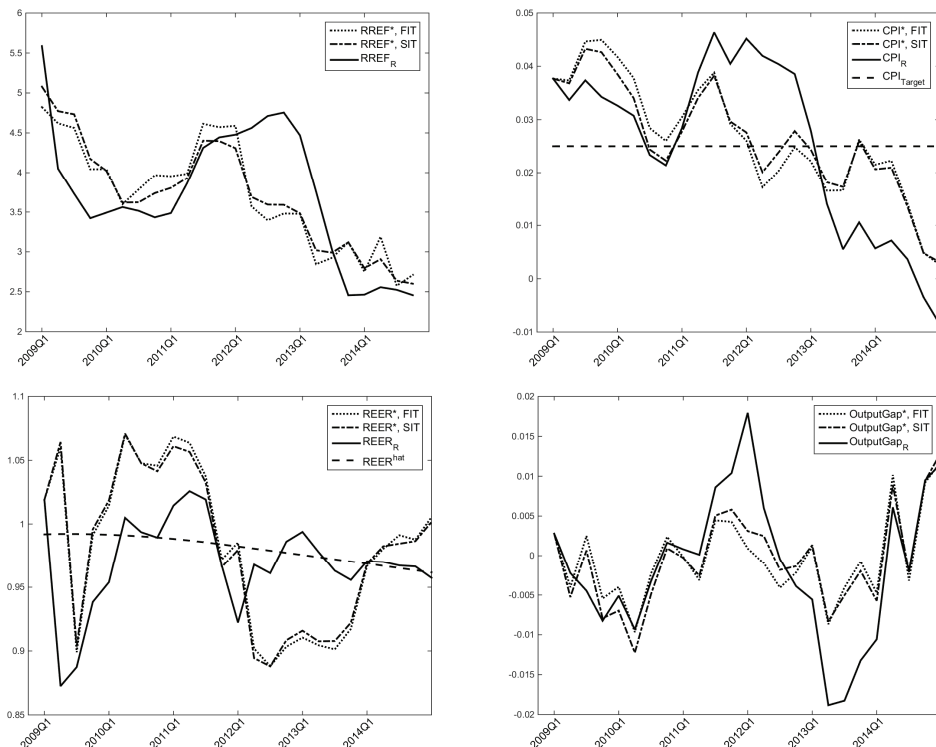 6
5.5
5
4.5
4
3.5
3
2.5
2
RREF*, FIT
RREF*, SIT
RREF_R
2009Q1
2010Q1
2011Q1
2012Q1
2013Q1
2014Q1
0.05
0.04
0.03
0.02
0.01
0
-0.01
CPI*, FIT
CPI*, SIT
CPI_R
CPI_Target
2009Q1
2010Q1
2011Q1
2012Q1
2013Q1
2014Q1
1.1
1.05
1
0.95
0.9
0.85
REER*, FIT
REER*, SIT
REER_R
REER^hat
2009Q1
2010Q1
2011Q1
2012Q1
2013Q1
2014Q1
0.02
0.015
0.01
0.005
0
-0.005
-0.01
-0.015
-0.02
OutputGap*, FIT
OutputGap*, SIT
OutputGap_R
2009Q1
2010Q1
2011Q1
2012Q1
2013Q1
2014Q1